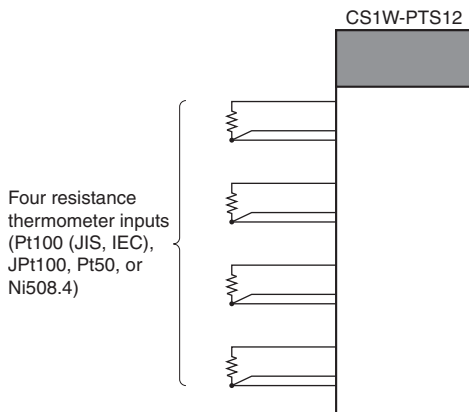 CS1W-PTS12
Four resistance
thermometer inputs
(Pt100 (JIS, IEC),
JPt100, Pt50, or
Ni508.4)